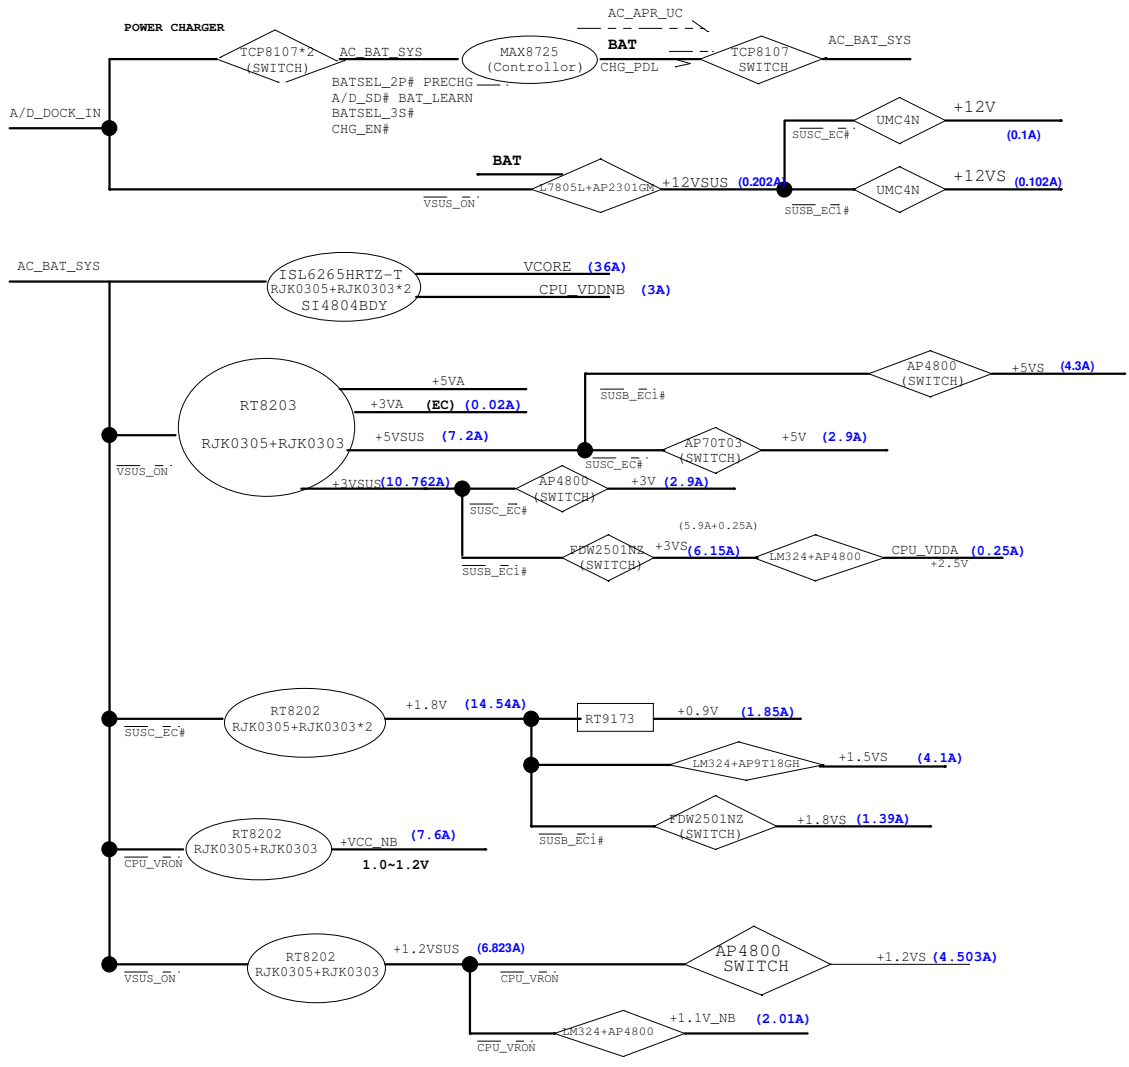 AC_APR_UC
POWER CHARGER
TCP8107*2
(SWITCH)
AC_BAT_SYS
MAX8725
(Controllor)
BAT
CHG_PDL
TCP8107
SWITCH
AC_BAT_SYS
BATSEL_2P# PRECHG
A/D_SD# BAT_LEARN
BATSEL_3S#
CHG_EN#
A/D_DOCK_IN
SUSC_EC#
UMC4N
+12V
(0.1A)
BAT
VSUS_ON
L7805L+AP2301GM
+12VSUS (0.202A)
SUSB_EC1#
UMC4N
+12VS (0.102A)
AC_BAT_SYS
ISL6265HRTZ-T
RJK0305+RJK0303*2
SI4804BDY
VCORE (36A)
CPU_VDDNB (3A)
RT8203
RJK0305+RJK0303
VSUS_ON
+5VA
+3VA (EC) (0.02A)
+5VSUS (7.2A)
+3VSUS (10.762A)
SUSB_EC1#
AP4800
(SWITCH)
+5VS (4.3A)
SUSC_EC#
AP70T03
(SWITCH)
+5V (2.9A)
SUSC_EC#
AP4800
(SWITCH)
+3V (2.9A)
SUSB_EC1#
FDW2501NZ
(SWITCH)
(5.9A+0.25A)
+3VS (6.15A)
LM324+AP4800
CPU_VDDA (0.25A)
+2.5V
SUSC_EC#
RT8202
RJK0305+RJK0303*2
+1.8V (14.54A)
RT9173
+0.9V (1.85A)
LM324+AP9T18GH
+1.5VS (4.1A)
SUSB_EC1#
FDW2501NZ
(SWITCH)
+1.8VS (1.39A)
CPU_VRON
RT8202
RJK0305+RJK0303
+VCC_NB (7.6A)
1.0~1.2V
VSUS_ON
RT8202
RJK0305+RJK0303
+1.2VSUS (6.823A)
CPU_VRON
AP4800
SWITCH
+1.2VS (4.503A)
CPU_VRON
LM324+AP4800
+1.1V_NB (2.01A)